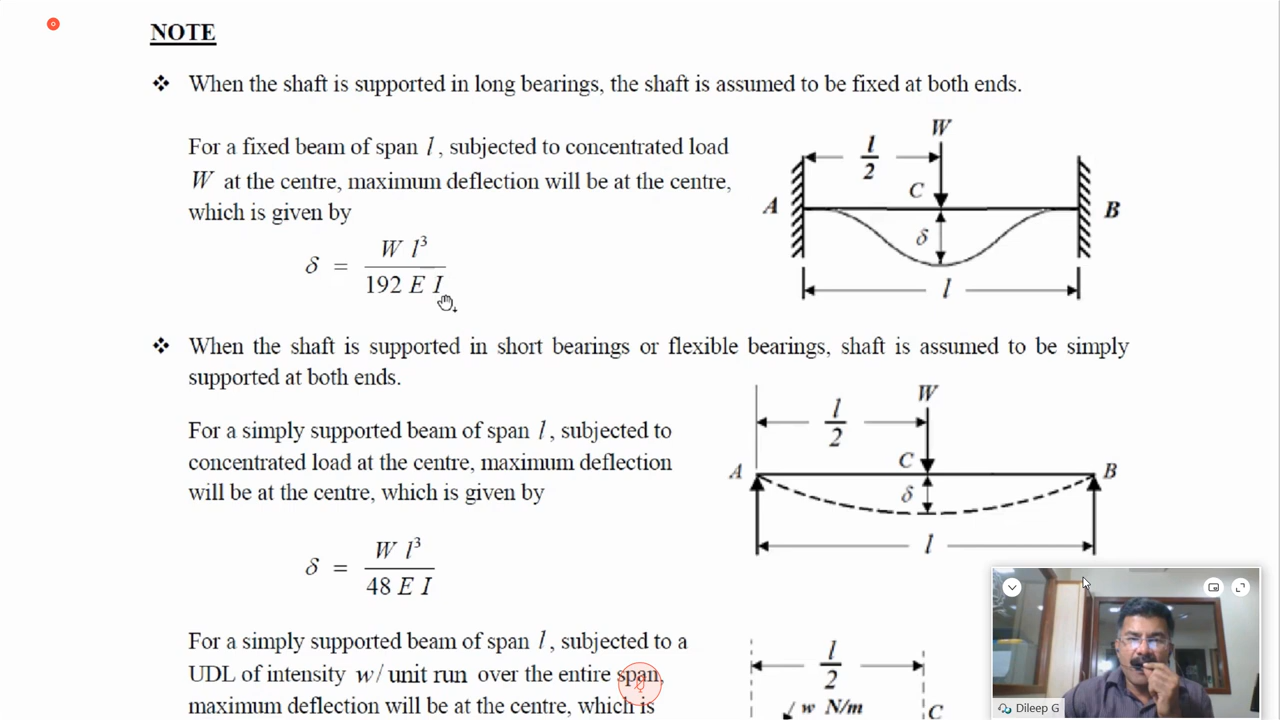 NOTE
❖ When the shaft is supported in long bearings, the shaft is assumed to be fixed at both ends.
For a fixed beam of span l, subjected to concentrated load
W at the centre, maximum deflection will be at the centre,
which is given by
δ = W l³ / 192 E I
W
l/2
C
A
B
δ
l
❖ When the shaft is supported in short bearings or flexible bearings, shaft is assumed to be simply
supported at both ends.
For a simply supported beam of span l, subjected to
concentrated load at the centre, maximum deflection
will be at the centre, which is given by
δ = W l³ / 48 E I
W
l/2
C
A
B
δ
l
For a simply supported beam of span l, subjected to a
UDL of intensity w/ unit run over the entire span,
maximum deflection will be at the centre, which is
l/2
w N/m
C
Dileep G